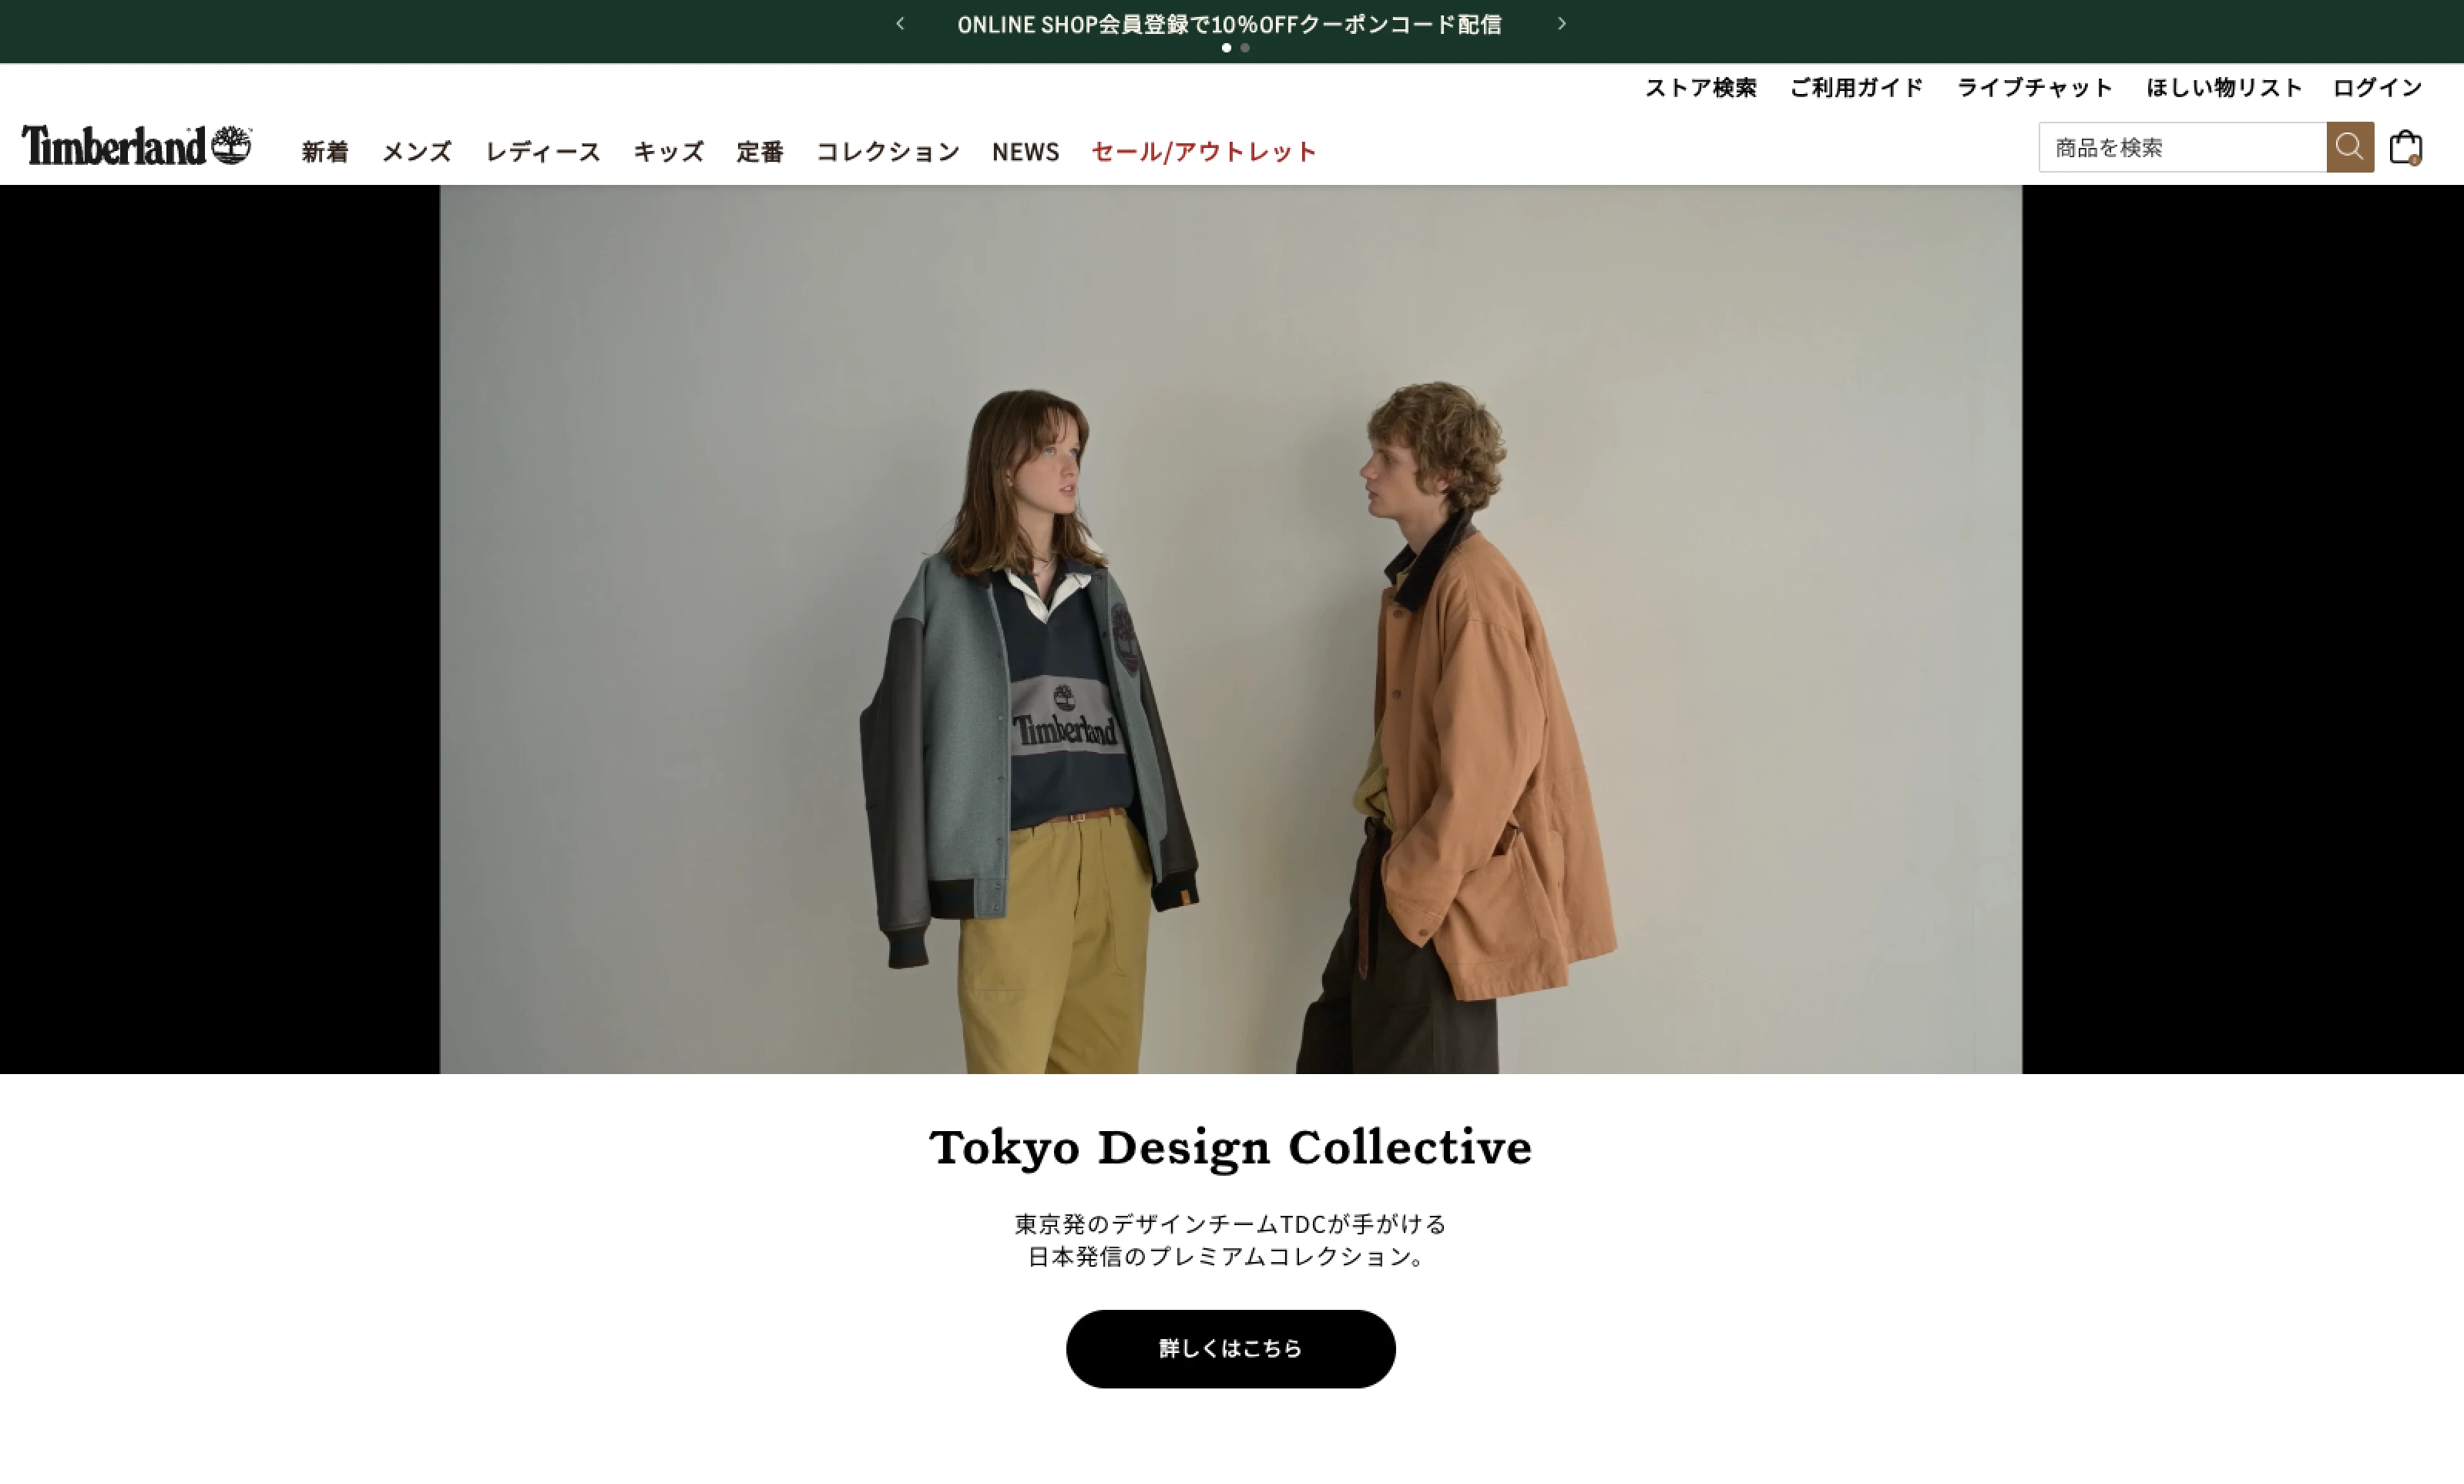 ONLINE SHOP会員登録で10%OFFクーポンコード配信
ストア検索 ご利用ガイド ライブチャット ほしい物リスト ログイン
Timberland 新着 メンズ レディース キッズ 定番 コレクション NEWS セール/アウトレット 商品を検索
Timberland
Tokyo Design Collective
東京発のデザインチームTDCが手がける
日本発信のプレミアムコレクション。
詳しくはこちら